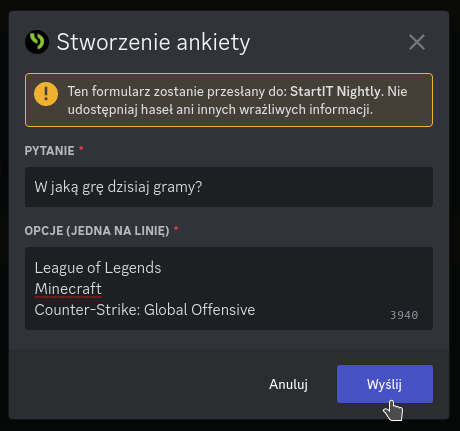 Stworzenie ankiety
Ten formularz zostanie przesłany do: StartIT Nightly. Nie
udostępniaj haseł ani innych wrażliwych informacji.
PYTANIE *
W jaką grę dzisiaj gramy?
OPCJE (JEDNA NA LINIĘ) *
League of Legends
Minecraft
Counter-Strike: Global Offensive
3940
Anuluj
Wyślij